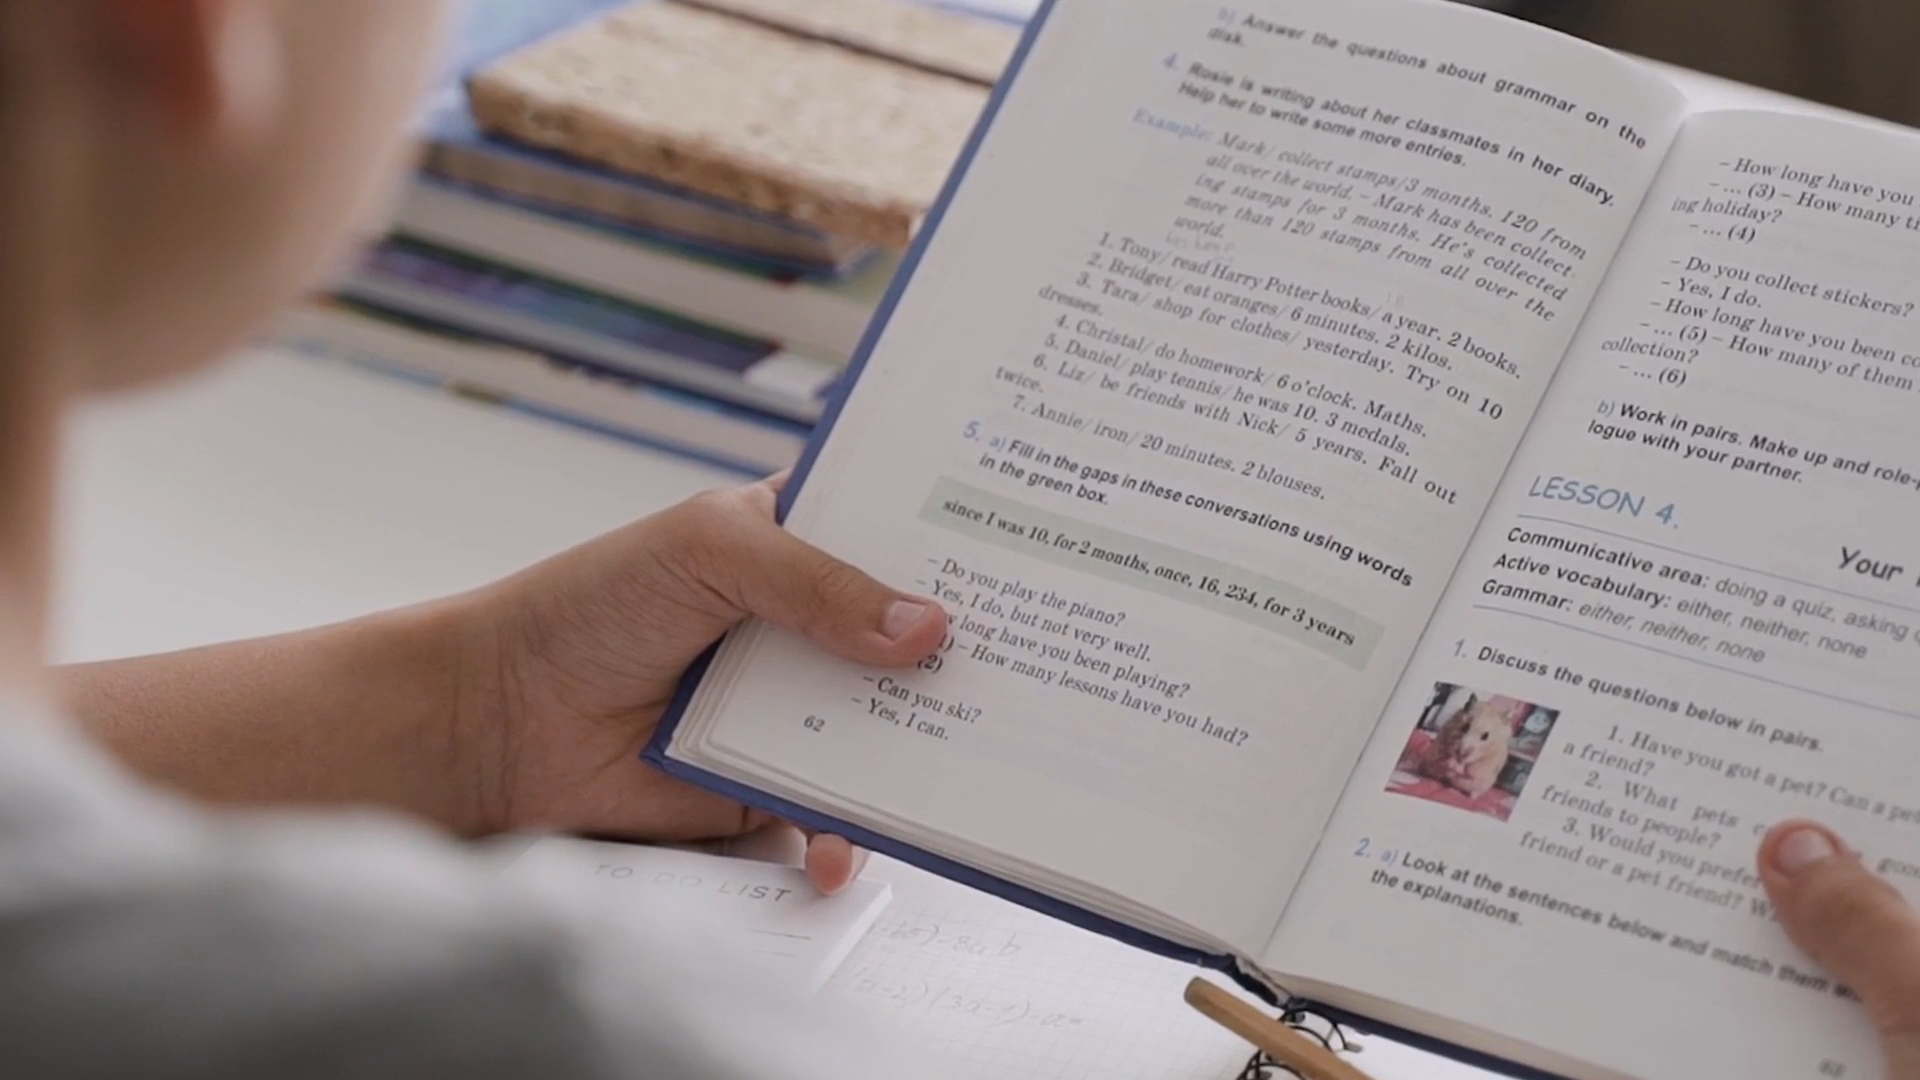 b) Answer the questions about grammar on the
disk.
4. Rosie is writing about her classmates in her diary.
Help her to write some more entries.
Example: Mark/ collect stamps/3 months. 120 from
all over the world. – Mark has been collect-
ing stamps for 3 months. He's collected
more than 120 stamps from all over the
world.
1. Tony/ read Harry Potter books/ a year. 2 books.
2. Bridget/ eat oranges/ 6 minutes. 2 kilos.
3. Tara/ shop for clothes/ yesterday. Try on 10
dresses.
4. Christal/ do homework/ 6 o'clock. Maths.
5. Daniel/ play tennis/ he was 10. 3 medals.
6. Liz/ be friends with Nick/ 5 years. Fall out
twice.
7. Annie/ iron/ 20 minutes. 2 blouses.
5. a) Fill in the gaps in these conversations using words
in the green box.
since I was 10, for 2 months, once, 16, 234, for 3 years
– Do you play the piano?
– Yes, I do, but not very well.
long have you been playing?
– How many lessons have you had?
(2)
– Can you ski?
– Yes, I can.
62
– How long have you
– ... (3) – How many
ing holiday?
– ... (4)
– Do you collect stickers?
– Yes, I do.
– How long have you been
– ... (5) – How many of them
collection?
– ... (6)
b) Work in pairs. Make up and role-
logue with your partner.
LESSON 4.
Your
Communicative area: doing a quiz, asking
Active vocabulary: either, neither, none
Grammar: either, neither, none
1. Discuss the questions below in pairs.
1. Have you got a pet? Can a pet
a friend?
2. What pets
friends to people?
3. Would you prefer
friend or a pet friend?
2. a) Look at the sentences below and match them
the explanations.
63
TO DO LIST